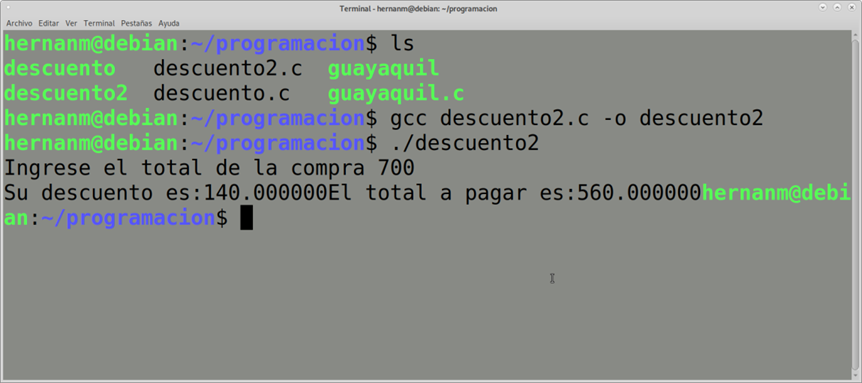 Terminal - hernanm@debian: ~/programacion
Archivo Editar Ver Terminal Pestañas Ayuda
hernanm@debian:~/programacion$ ls
descuento descuento2.c guayaquil
descuento2 descuento.c guayaquil.c
hernanm@debian:~/programacion$ gcc descuento2.c -o descuento2
hernanm@debian:~/programacion$ ./descuento2
Ingrese el total de la compra 700
Su descuento es:140.000000El total a pagar es:560.000000hernanm@debi
an:~/programacion$